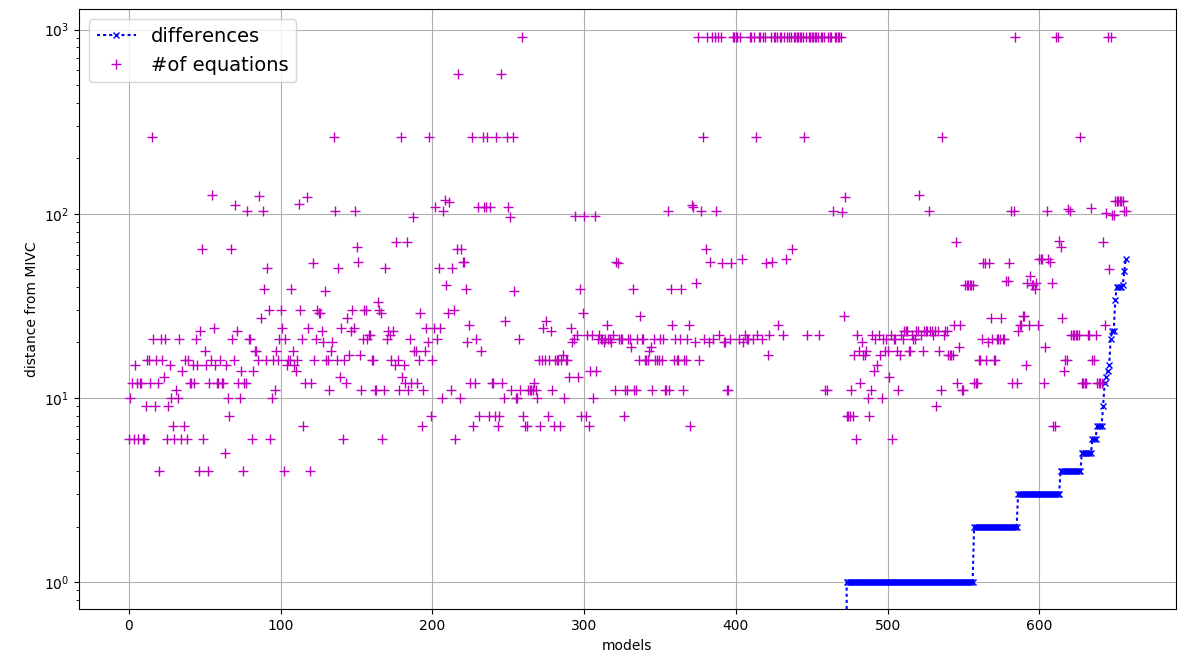 differences
#of equations
distance from MIVC
10³
10²
10¹
10⁰
0 100 200 300 400 500 600
models